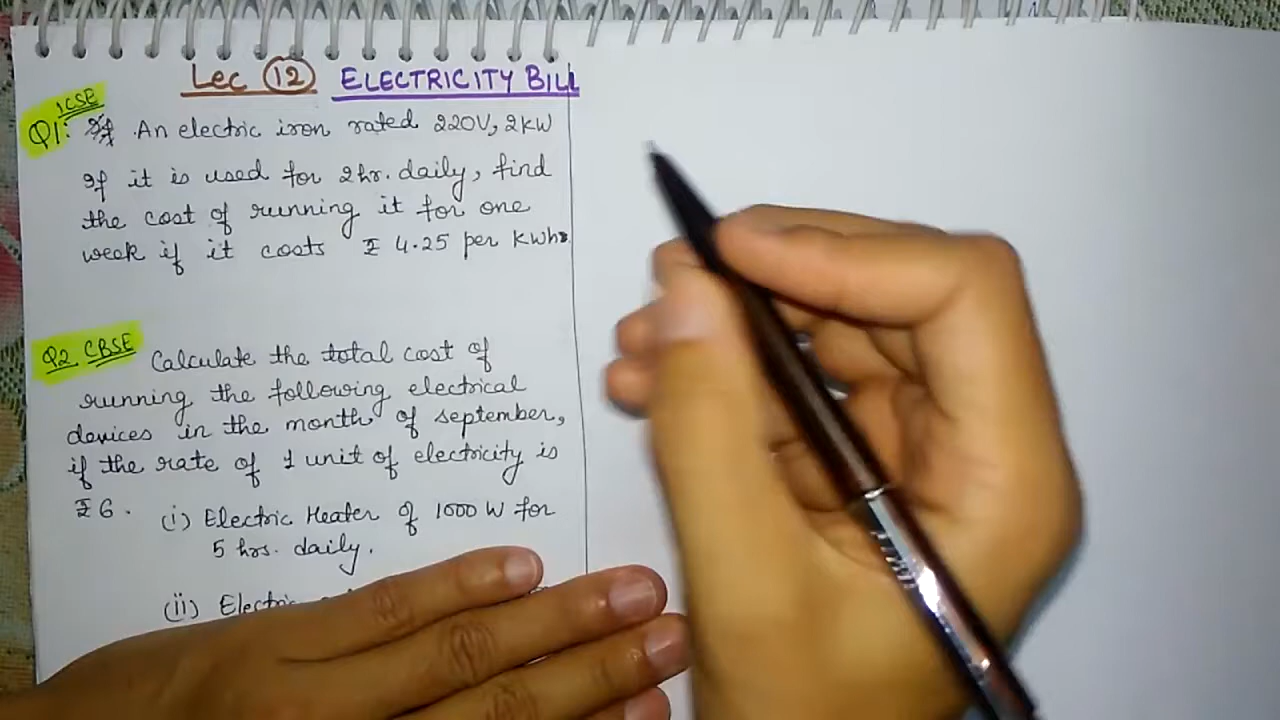 Lec 12 ELECTRICITY BILL
ICSE
Q1: An electric iron rated 220V, 2KW
If it is used for 2hr. daily, find
the cost of running it for one
week if it costs ₹ 4.25 per KWh
Q2 CBSE Calculate the total cost of
running the following electrical
devices in the month of september,
if the rate of 1 unit of electricity is
₹ 6.
(i) Electric Heater of 1000 W for
5 hrs. daily.
(ii)